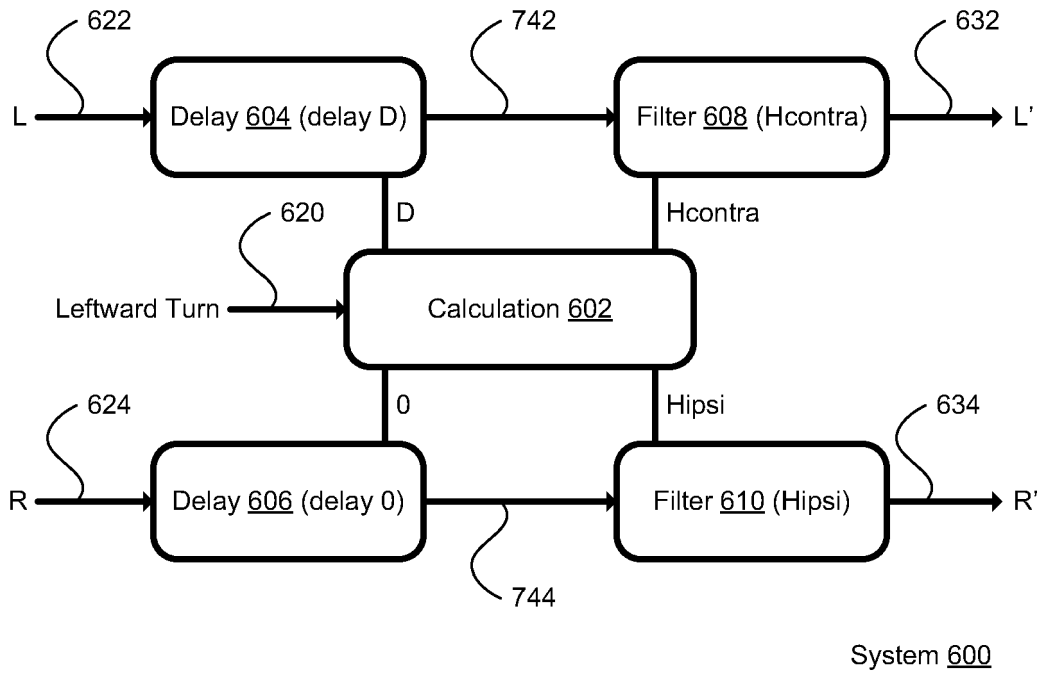 622
742
632
L
Delay 604 (delay D)
Filter 608 (Hcontra)
L'
620
D
Hcontra
Leftward Turn
Calculation 602
624
0
Hipsi
634
R
Delay 606 (delay 0)
Filter 610 (Hipsi)
R'
744
System 600